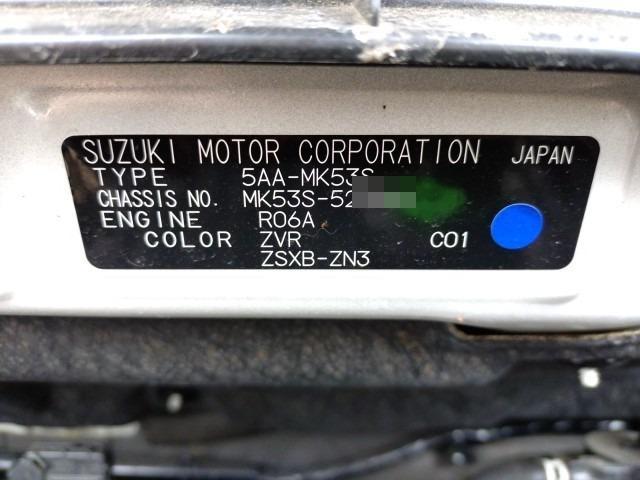 SUZUKI MOTOR CORPORATION JAPAN
TYPE 5AA-MK53S
CHASSIS NO. MK53S-52
ENGINE R06A
COLOR ZVR C01
ZSXB-ZN3